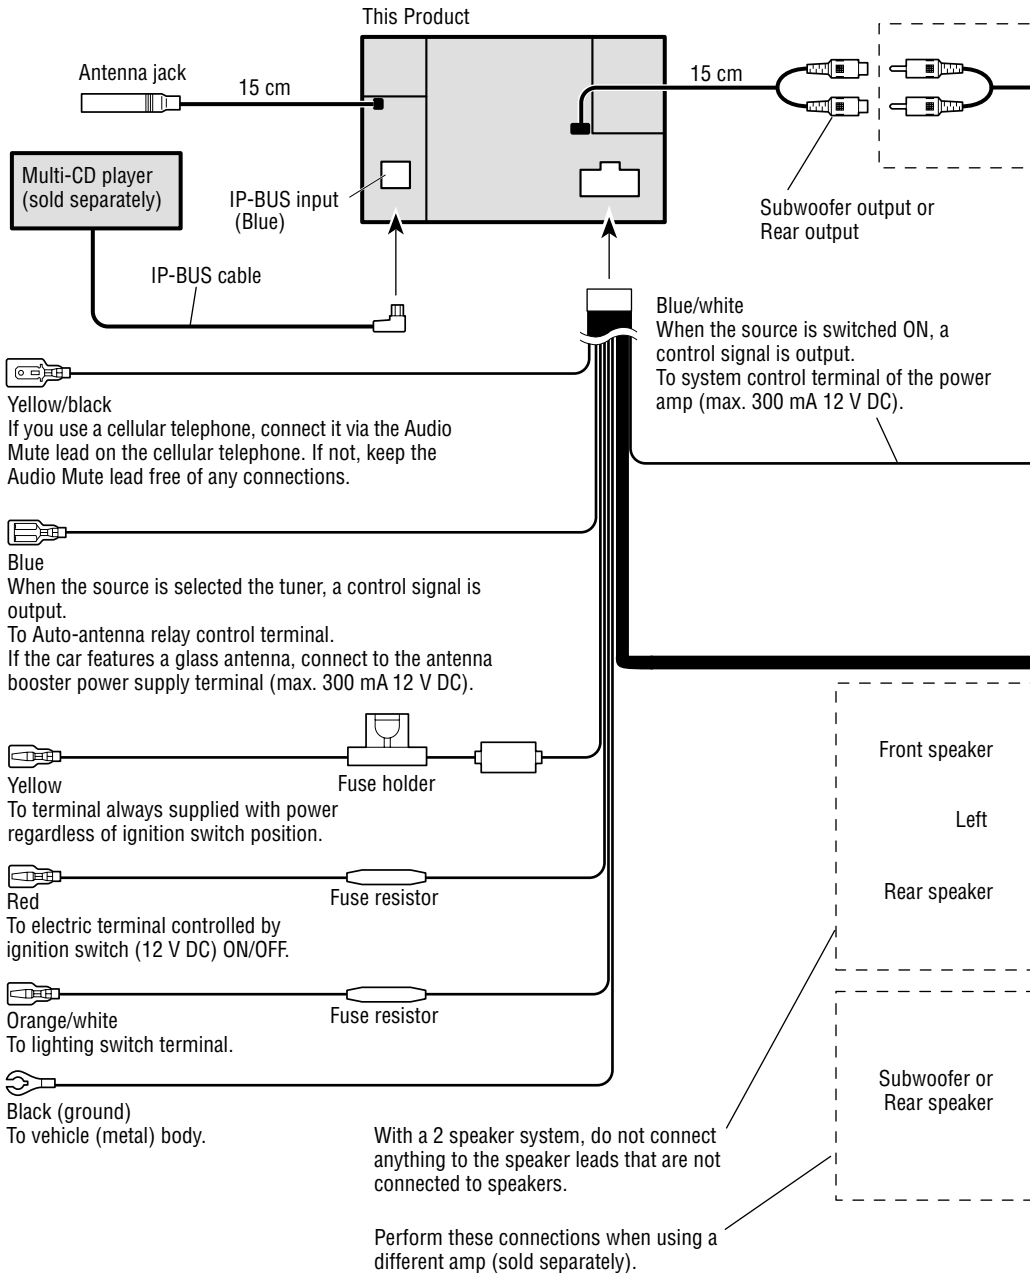 This Product
Antenna jack
15 cm
15 cm
Multi-CD player
(sold separately)
IP-BUS input
(Blue)
Subwoofer output or
Rear output
IP-BUS cable
Blue/white
When the source is switched ON, a
control signal is output.
To system control terminal of the power
amp (max. 300 mA 12 V DC).
Yellow/black
If you use a cellular telephone, connect it via the Audio
Mute lead on the cellular telephone. If not, keep the
Audio Mute lead free of any connections.
Blue
When the source is selected the tuner, a control signal is
output.
To Auto-antenna relay control terminal.
If the car features a glass antenna, connect to the antenna
booster power supply terminal (max. 300 mA 12 V DC).
Yellow
To terminal always supplied with power
regardless of ignition switch position.
Fuse holder
Front speaker
Left
Rear speaker
Red
To electric terminal controlled by
ignition switch (12 V DC) ON/OFF.
Fuse resistor
Orange/white
To lighting switch terminal.
Fuse resistor
Subwoofer or
Rear speaker
Black (ground)
To vehicle (metal) body.
With a 2 speaker system, do not connect
anything to the speaker leads that are not
connected to speakers.
Perform these connections when using a
different amp (sold separately).